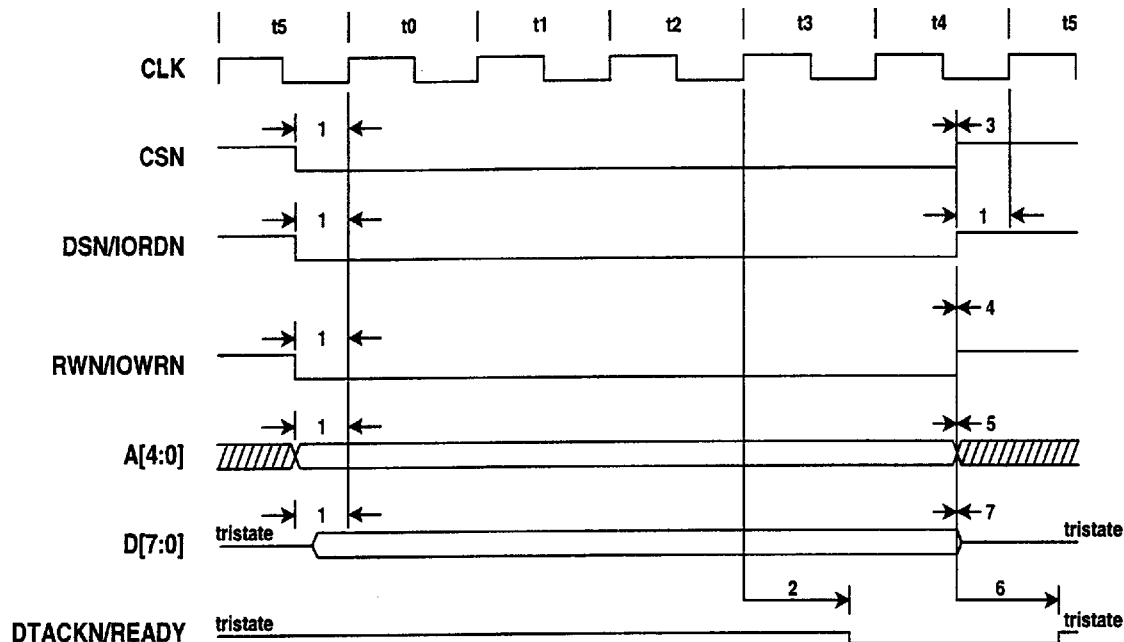 t5 t0 t1 t2 t3 t4 t5
CLK
1 3
CSN
1 1
DSN/IORDN
4
1
RWN/IOWRN
1 5
A[4:0]
1 7
tristate tristate
D[7:0]
2 6
tristate tristate
DTACKN/READY